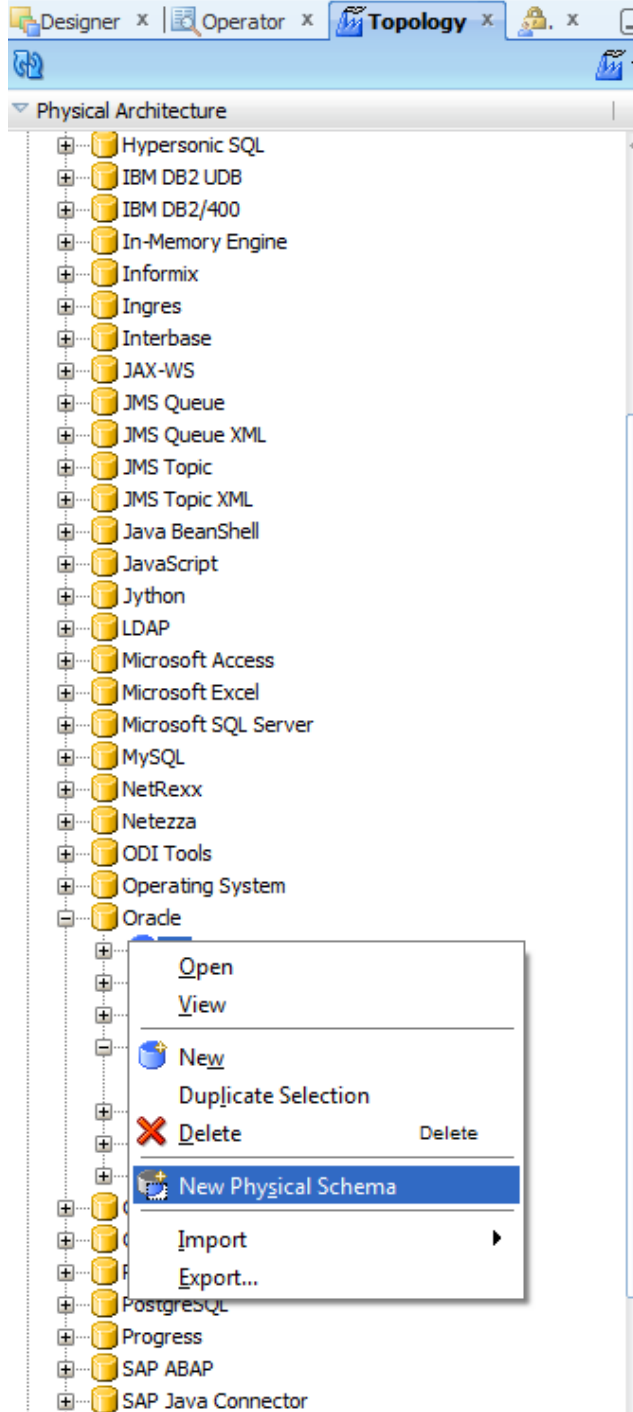 Designer x Operator x Topology x . x
Physical Architecture
Hypersonic SQL
IBM DB2 UDB
IBM DB2/400
In-Memory Engine
Informix
Ingres
Interbase
JAX-WS
JMS Queue
JMS Queue XML
JMS Topic
JMS Topic XML
Java BeanShell
JavaScript
Jython
LDAP
Microsoft Access
Microsoft Excel
Microsoft SQL Server
MySQL
NetRexx
Netezza
ODI Tools
Operating System
Oracle
Open
View
New
Duplicate Selection
Delete Delete
New Physical Schema
Import
Export...
PostgreSQL
Progress
SAP ABAP
SAP Java Connector